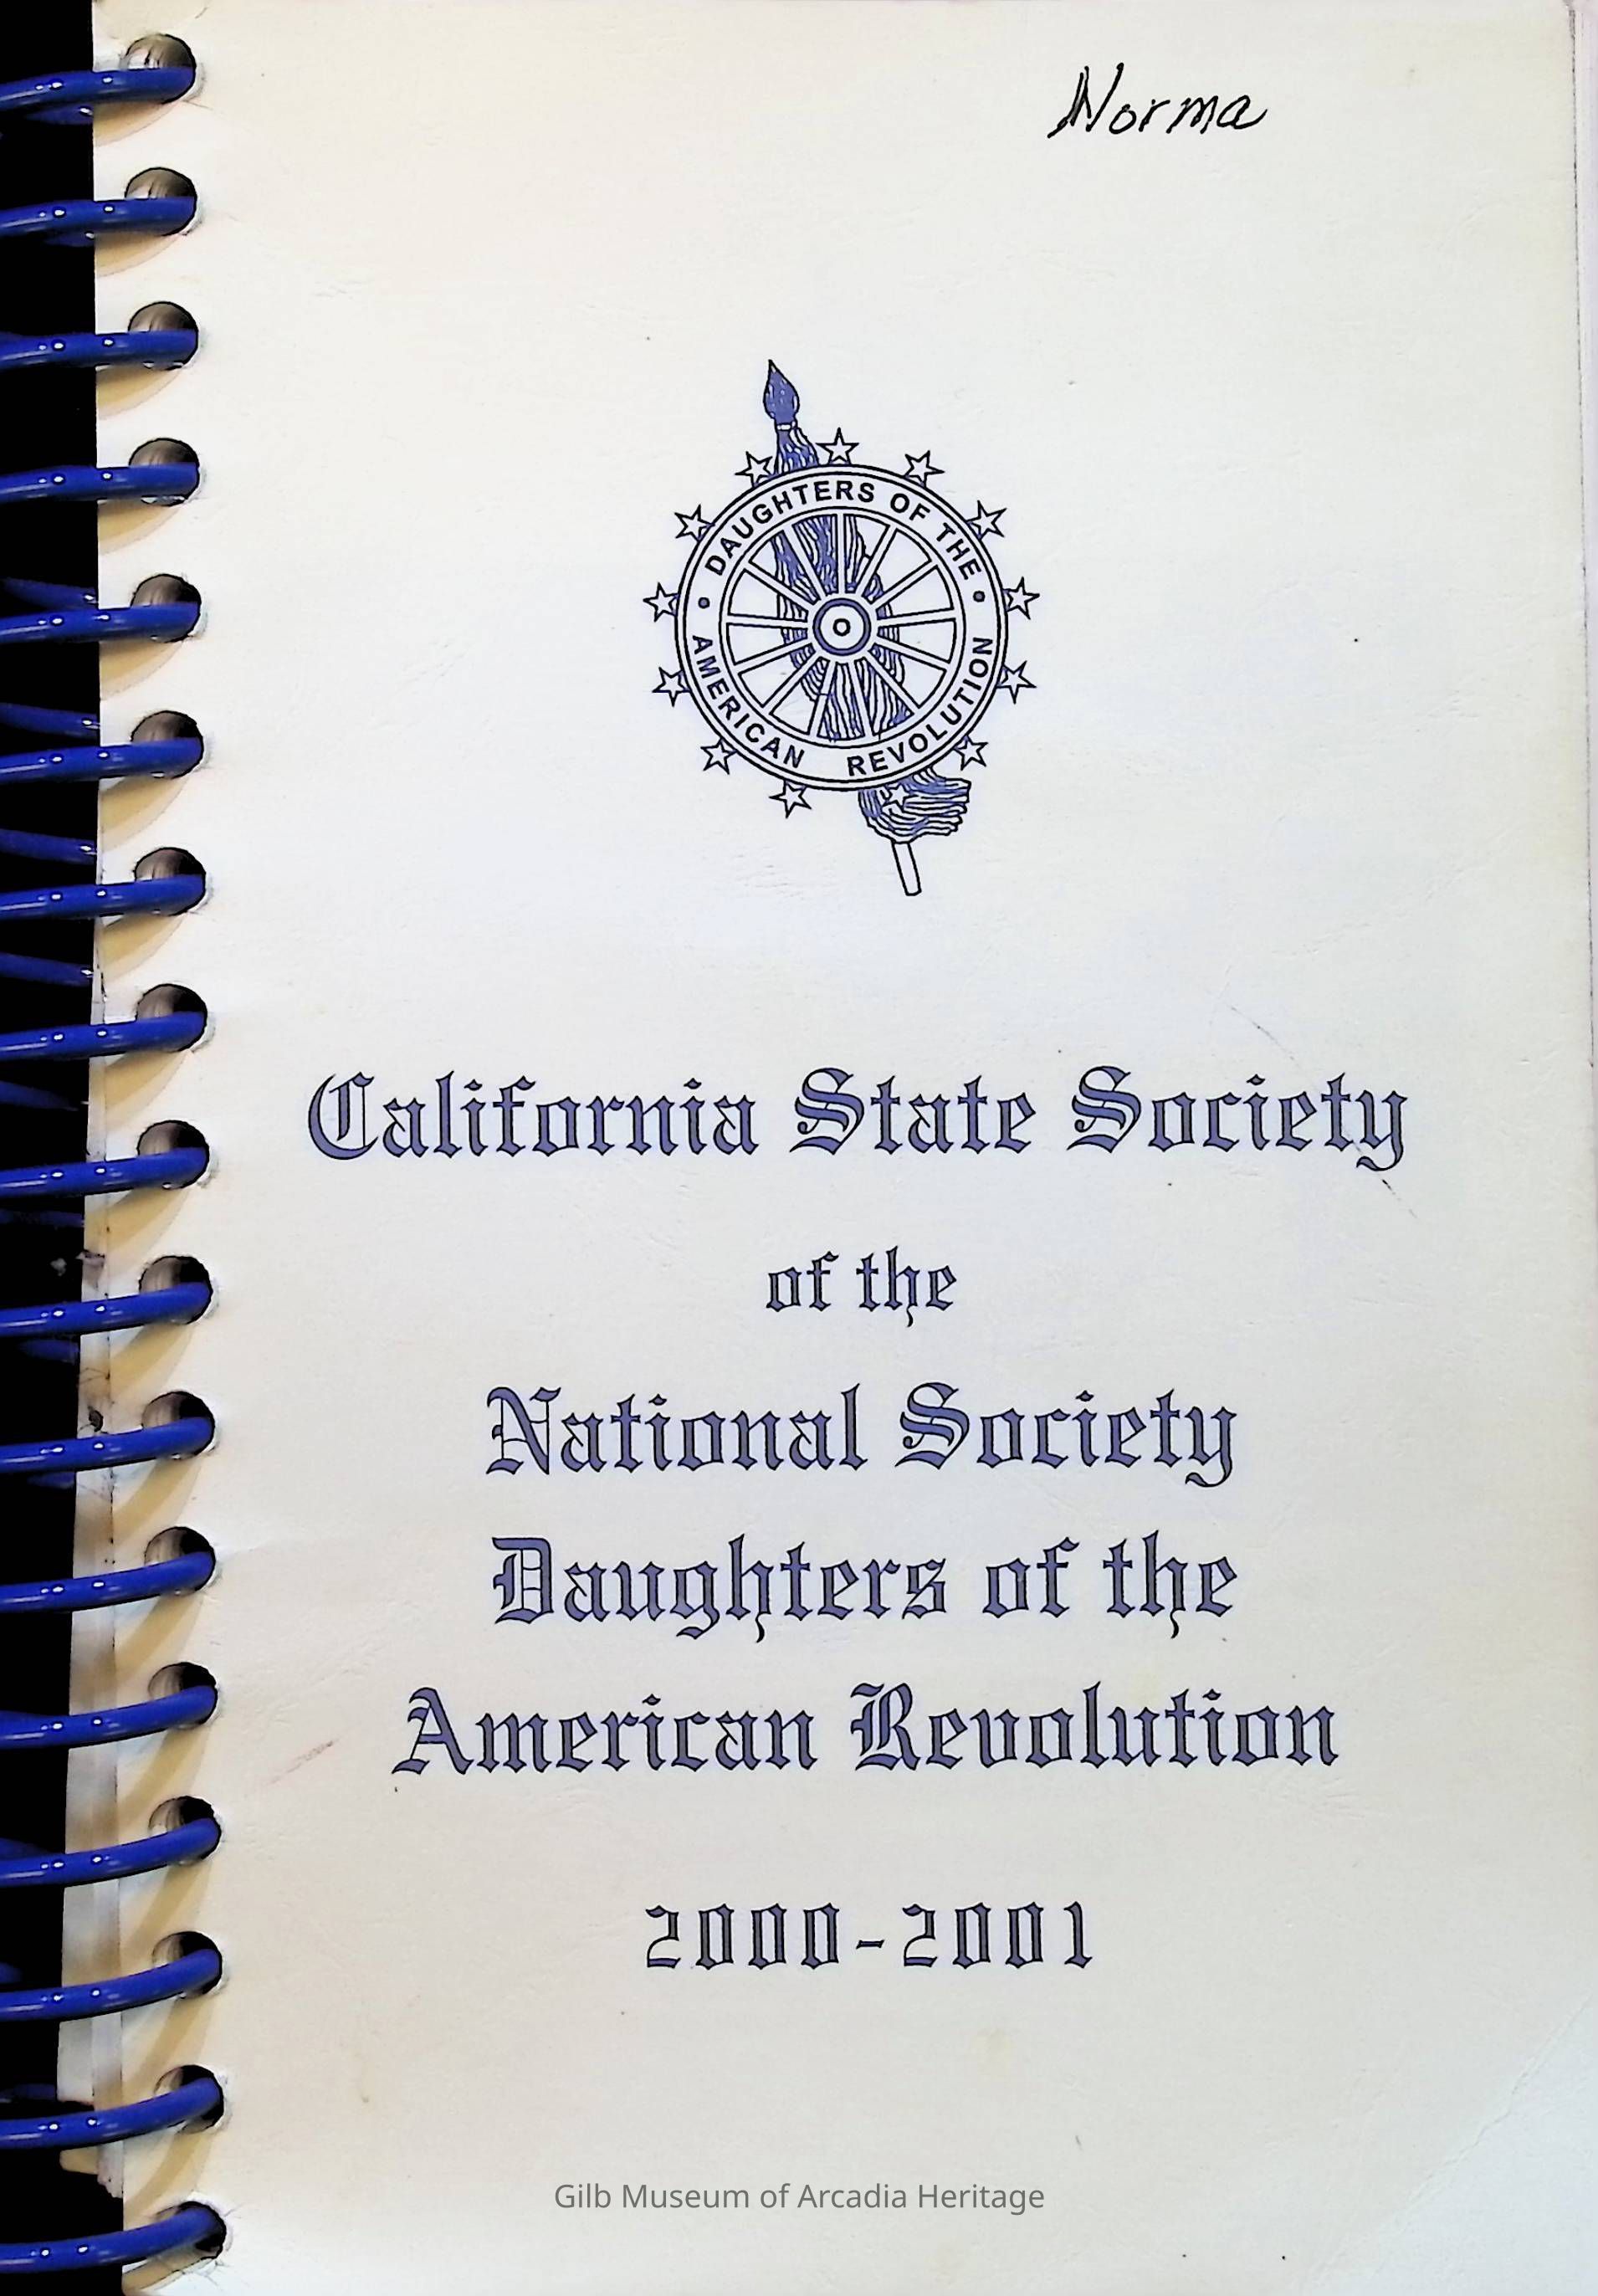 Norma
DAUGHTERS OF THE
AMERICAN REVOLUTION
California State Society
of the
National Society
Daughters of the
American Revolution
2000-2001
Gilb Museum of Arcadia Heritage